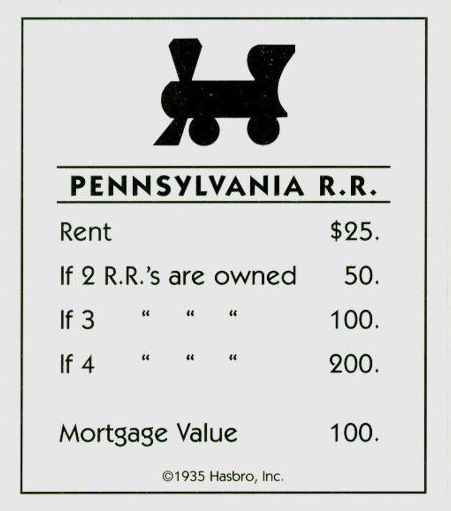 PENNSYLVANIA R.R.
Rent $25.
If 2 R.R.'s are owned 50.
If 3 “ “ “ 100.
If 4 “ “ “ 200.
Mortgage Value 100.
©1935 Hasbro, Inc.